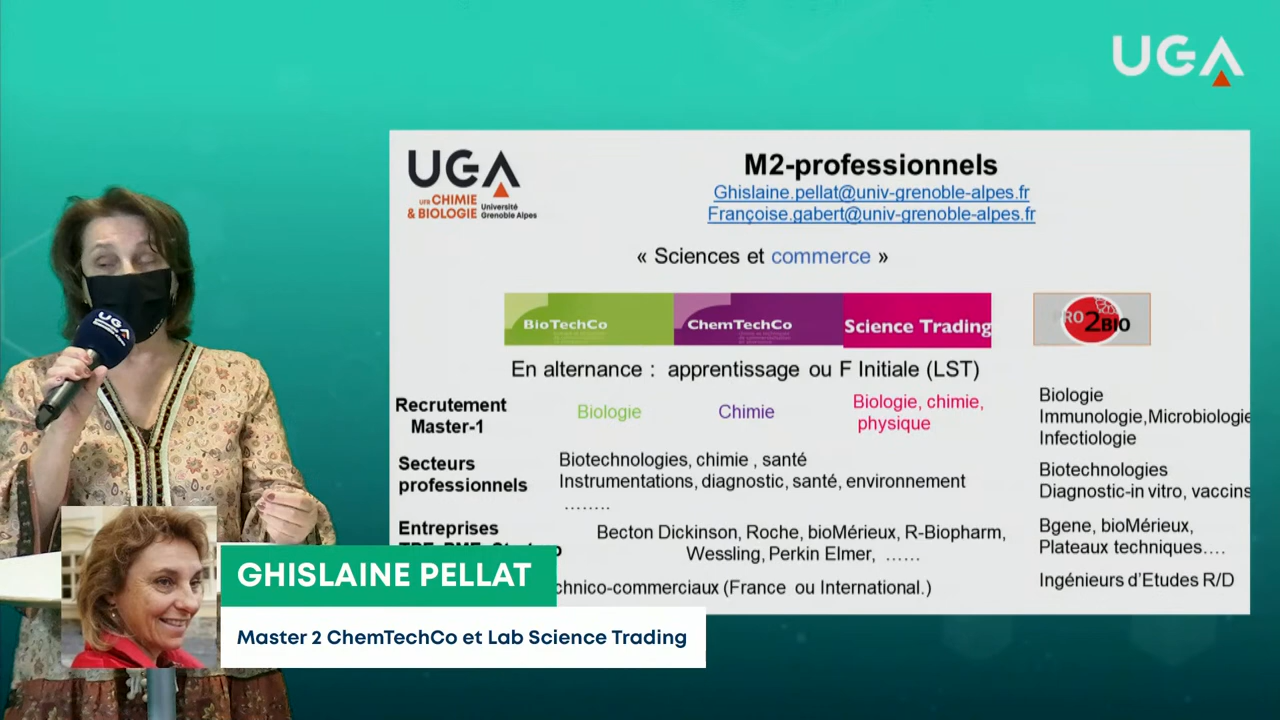 UGA
UGA
UFR CHIMIE
& BIOLOGIE
Université
Grenoble Alpes
M2-professionnels
Ghislaine.pellat@univ-grenoble-alpes.fr
Françoise.gabert@univ-grenoble-alpes.fr
« Sciences et commerce »
BioTechCo
ChemTechCo
Science Trading
RO2BIO
En alternance : apprentissage ou F Initiale (LST)
Recrutement
Master-1
Biologie
Chimie
Biologie, chimie,
physique
Biologie
Immunologie,Microbiologie
Infectiologie
Secteurs
professionnels
Biotechnologies, chimie , santé
Instrumentations, diagnostic, santé, environnement
........
Biotechnologies
Diagnostic-in vitro, vaccins
Entreprises
Becton Dickinson, Roche, bioMérieux, R-Biopharm,
Wessling, Perkin Elmer, ......
Bgene, bioMérieux,
Plateaux techniques....
chnico-commerciaux (France ou International.)
Ingénieurs d'Etudes R/D
UGA
GHISLAINE PELLAT
Master 2 ChemTechCo et Lab Science Trading